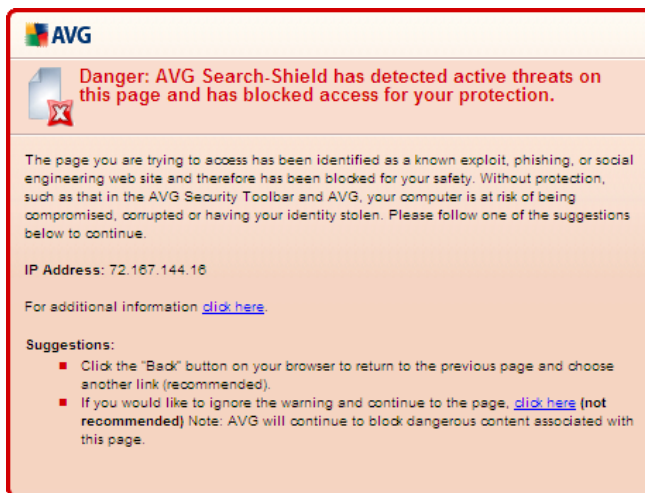 AVG
Danger: AVG Search-Shield has detected active threats on
this page and has blocked access for your protection.
The page you are trying to access has been identified as a known exploit, phishing, or social
engineering web site and therefore has been blocked for your safety. Without protection,
such as that in the AVG Security Toolbar and AVG, your computer is at risk of being
compromised, corrupted or having your identity stolen. Please follow one of the suggestions
below to continue.
IP Address: 72.167.144.16
For additional information click here.
Suggestions:
Click the "Back" button on your browser to return to the previous page and choose
another link (recommended).
If you would like to ignore the warning and continue to the page, click here (not
recommended) Note: AVG will continue to block dangerous content associated with
this page.